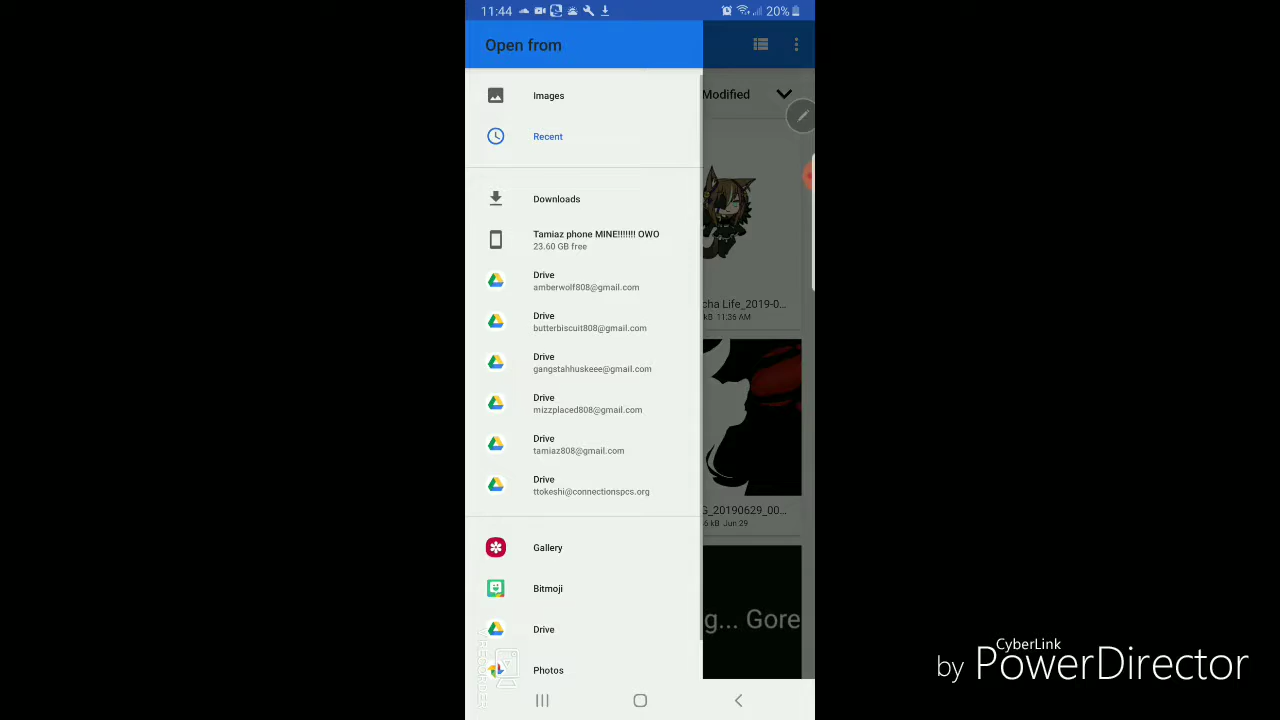 11:44
20%
Open from
Images
Recent
Modified
Downloads
Tamiaz phone MINE!!!!!!! OWO
23.60 GB free
Drive
amberwolf808@gmail.com
cha Life_2019-0...
kB 11:36 AM
Drive
butterbiscuit808@gmail.com
Drive
gangstahhuskeee@gmail.com
Drive
mizzplaced808@gmail.com
Drive
tamiaz808@gmail.com
Drive
ttokeshi@connectionspcs.org
G_20190629_00...
6 kB Jun 29
Gallery
Bitmoji
Drive
Photos
g... Gore
VRECORDER
CyberLink
by PowerDirector